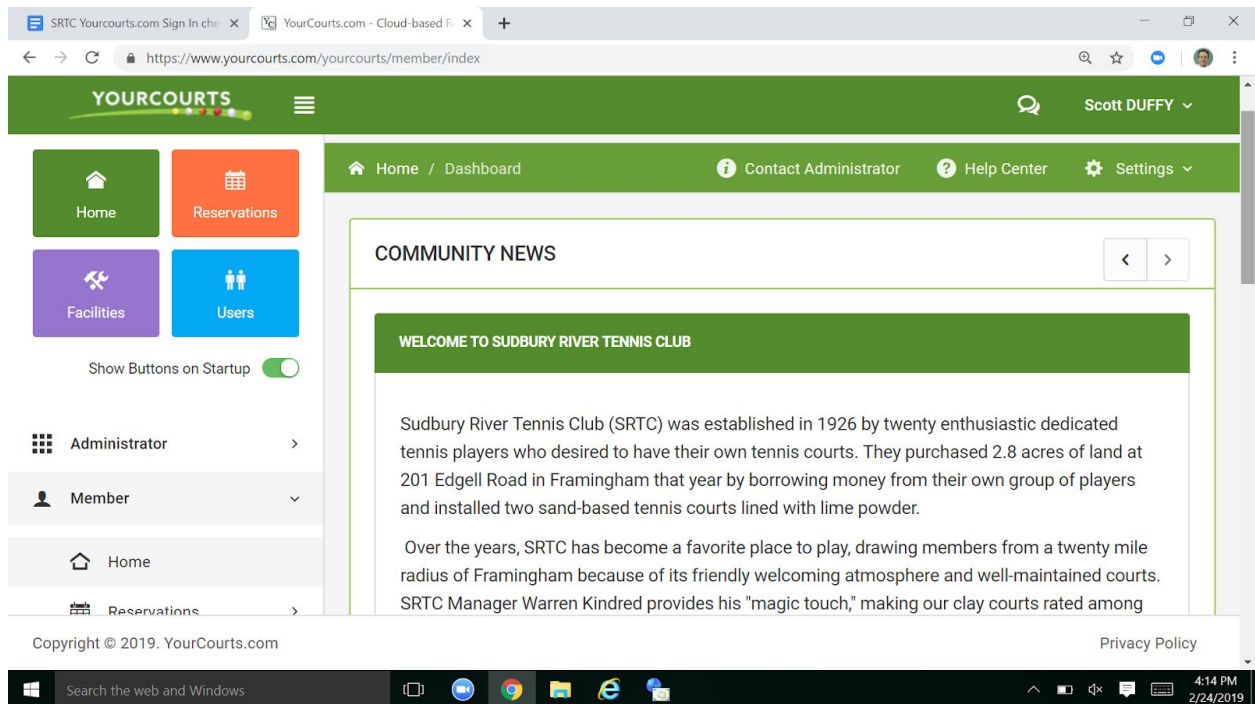 SRTC Yourcourts.com Sign In che
YourCourts.com - Cloud-based R
https://www.yourcourts.com/yourcourts/member/index
YOURCOURTS
Scott DUFFY
Home
Reservations
Facilities
Users
Show Buttons on Startup
Administrator
Member
Home
Reservations
Home / Dashboard
Contact Administrator
Help Center
Settings
COMMUNITY NEWS
WELCOME TO SUDBURY RIVER TENNIS CLUB
Sudbury River Tennis Club (SRTC) was established in 1926 by twenty enthusiastic dedicated
tennis players who desired to have their own tennis courts. They purchased 2.8 acres of land at
201 Edgell Road in Framingham that year by borrowing money from their own group of players
and installed two sand-based tennis courts lined with lime powder.
Over the years, SRTC has become a favorite place to play, drawing members from a twenty mile
radius of Framingham because of its friendly welcoming atmosphere and well-maintained courts.
SRTC Manager Warren Kindred provides his "magic touch," making our clay courts rated among
Copyright © 2019. YourCourts.com
Privacy Policy
Search the web and Windows
4:14 PM
2/24/2019